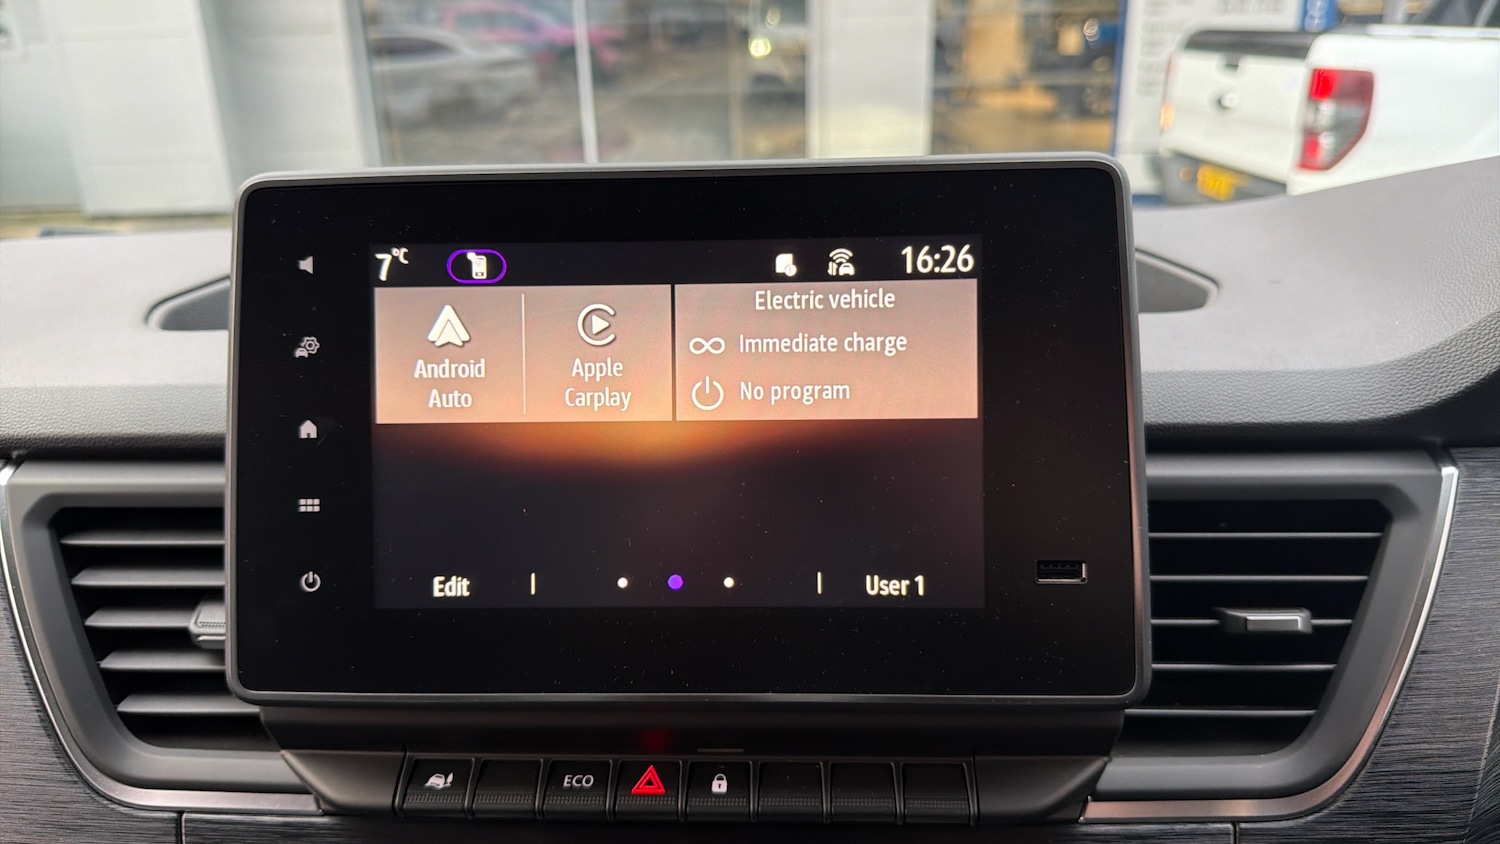 7°C
16:26
Android
Auto
Apple
Carplay
Electric vehicle
Immediate charge
No program
Edit
User 1
ECO